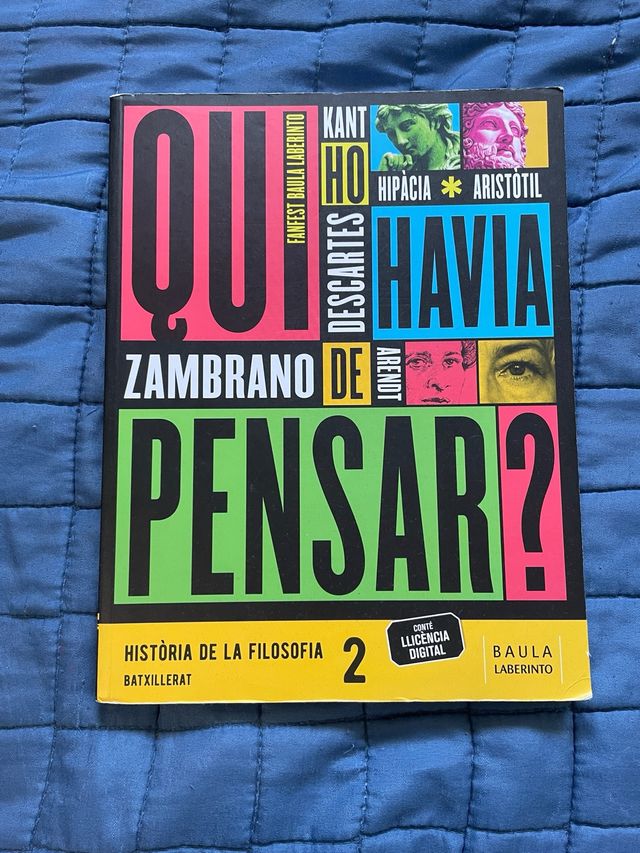 QUI
FANFEST BAULA LABERINTO
KANT
HO
DESCARTES
HIPÀCIA * ARISTÒTIL
HAVIA
ZAMBRANO
DE
ARENDT
PENSAR?
HISTÒRIA DE LA FILOSOFIA 2
BATXILLERAT
CONTÉ
LLICÈNCIA
DIGITAL
BAULA
LABERINTO